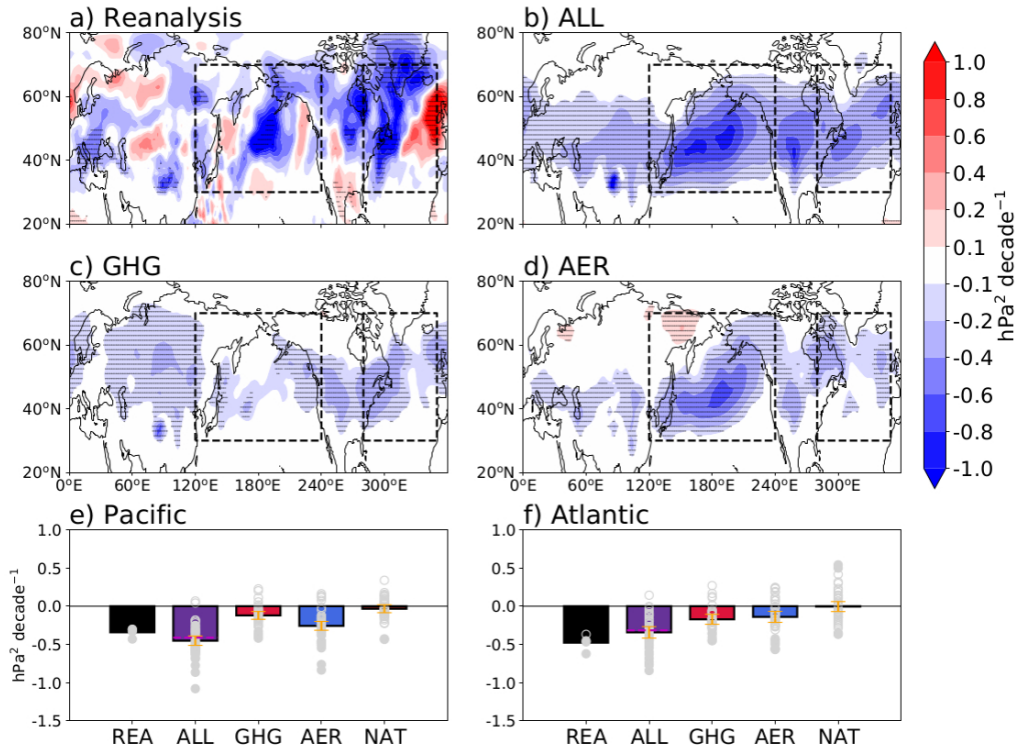 a) Reanalysis
b) ALL
80°N
60°N
40°N
20°N
80°N
60°N
40°N
20°N
1.0
0.8
0.6
0.4
0.2
0.1
-0.1
-0.2
-0.4
-0.6
-0.8
-1.0
hPa² decade⁻¹
c) GHG
d) AER
80°N
60°N
40°N
20°N
0°E 60°E 120°E 180°E 240°E 300°E
80°N
60°N
40°N
20°N
0°E 60°E 120°E 180°E 240°E 300°E
e) Pacific
f) Atlantic
hPa² decade⁻¹
1.0
0.5
0.0
-0.5
-1.0
-1.5
REA ALL GHG AER NAT
1.0
0.5
0.0
-0.5
-1.0
-1.5
REA ALL GHG AER NAT